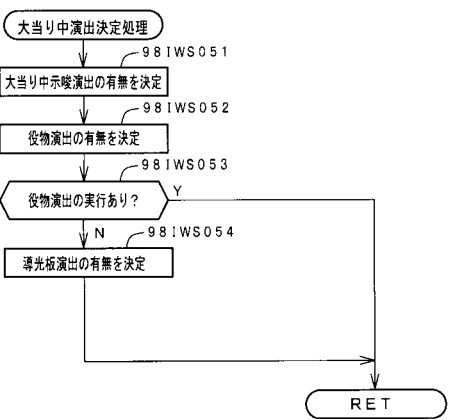 大当り中演出決定処理
98IWS051
大当り中示唆演出の有無を決定
98IWS052
役物演出の有無を決定
98IWS053
役物演出の実行あり？
Y
N
98IWS054
導光板演出の有無を決定
RET